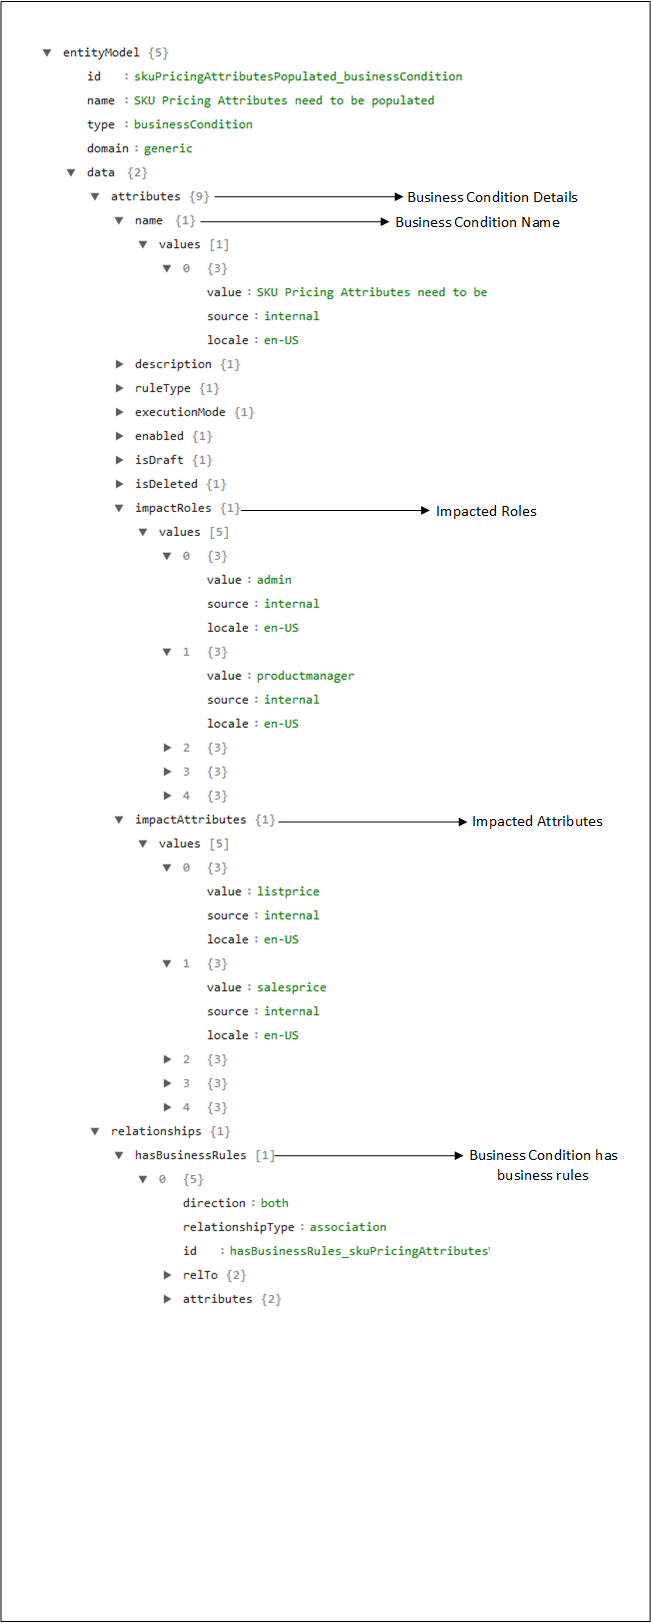 entityModel {5}
id : skuPricingAttributesPopulated_businessCondition
name : SKU Pricing Attributes need to be populated
type : businessCondition
domain : generic
data {2}
attributes {9} Business Condition Details
name {1} Business Condition Name
values [1]
0 {3}
value : SKU Pricing Attributes need to be
source : internal
locale : en-US
description {1}
ruleType {1}
executionMode {1}
enabled {1}
isDraft {1}
isDeleted {1}
impactRoles {1} Impacted Roles
values [5]
0 {3}
value : admin
source : internal
locale : en-US
1 {3}
value : productmanager
source : internal
locale : en-US
2 {3}
3 {3}
4 {3}
impactAttributes {1} Impacted Attributes
values [5]
0 {3}
value : listprice
source : internal
locale : en-US
1 {3}
value : salesprice
source : internal
locale : en-US
2 {3}
3 {3}
4 {3}
relationships {1}
hasBusinessRules [1] Business Condition has
business rules
0 {5}
direction : both
relationshipType : association
id : hasBusinessRules_skuPricingAttributes
relTo {2}
attributes {2}